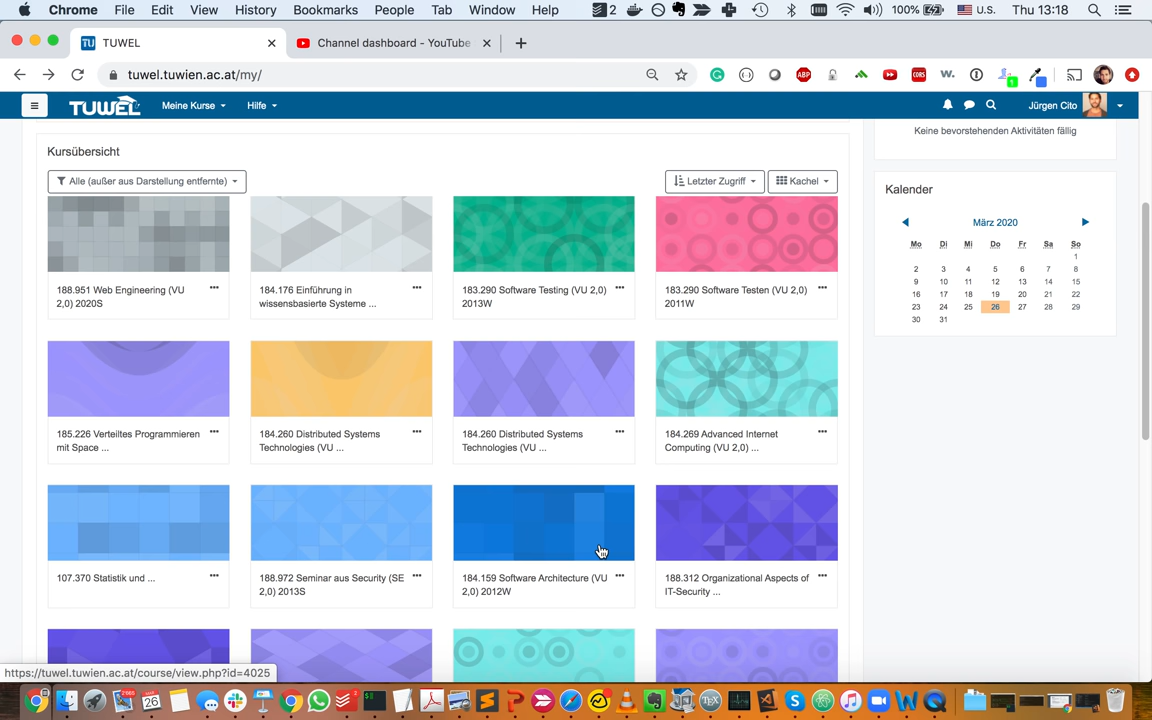 Chrome File Edit View History Bookmarks People Tab Window Help 2 100% U.S. Thu 13:18
TU TUWEL Channel dashboard - YouTube
tuwel.tuwien.ac.at/my/ ABP CORS W. 1
TUWEL Meine Kurse Hilfe Jürgen Cito
Keine bevorstehenden Aktivitäten fällig
Kursübersicht
Alle (außer aus Darstellung entfernte) Letzter Zugriff Kachel
188.951 Web Engineering (VU
2,0) 2020S
184.176 Einführung in
wissensbasierte Systeme ...
183.290 Software Testing (VU 2,0)
2013W
183.290 Software Testen (VU 2,0)
2011W
185.226 Verteiltes Programmieren
mit Space ...
184.260 Distributed Systems
Technologies (VU ...
184.260 Distributed Systems
Technologies (VU ...
184.269 Advanced Internet
Computing (VU 2,0) ...
107.370 Statistik und ...
188.972 Seminar aus Security (SE
2,0) 2013S
184.159 Software Architecture (VU
2,0) 2012W
188.312 Organizational Aspects of
IT-Security ...
Kalender
März 2020
Mo Di Mi Do Fr Sa So
1
2 3 4 5 6 7 8
9 10 11 12 13 14 15
16 17 18 19 20 21 22
23 24 25 26 27 28 29
30 31
https://tuwel.tuwien.ac.at/course/view.php?id=4025